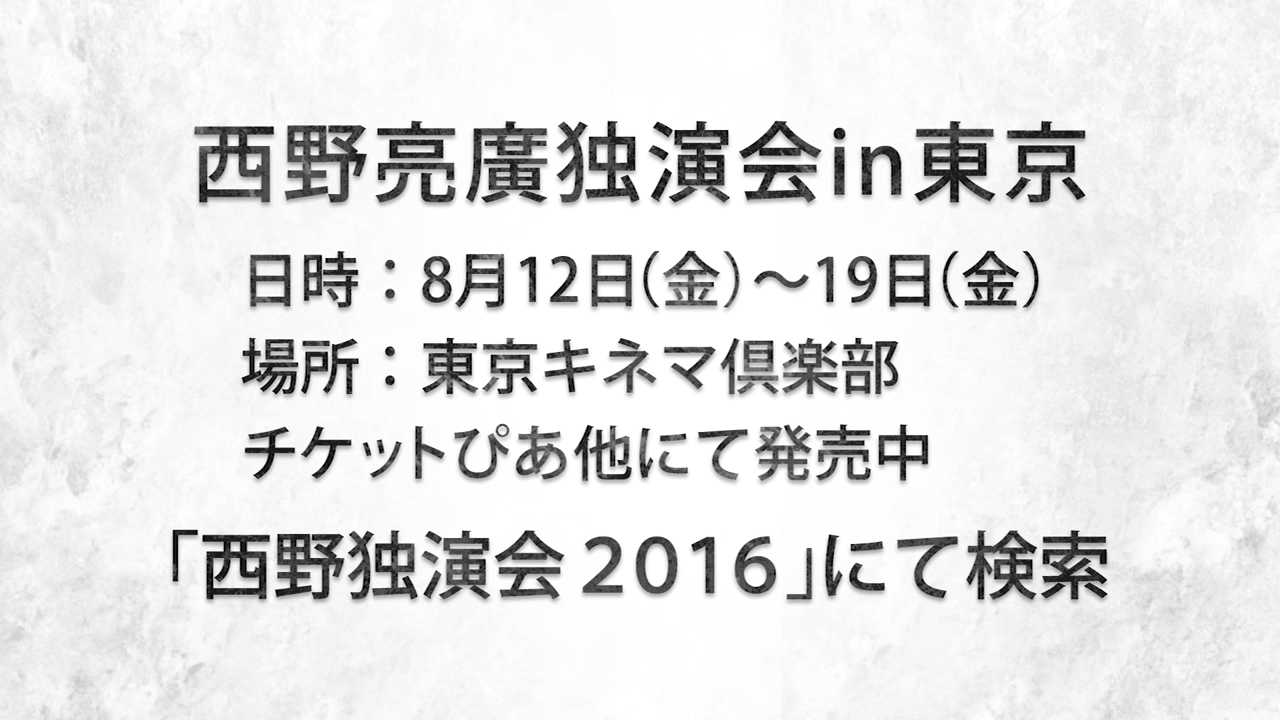 西野亮廣独演会in東京
日時：8月12日(金)～19日(金)
場所：東京キネマ倶楽部
チケットぴあ他にて発売中
「西野独演会2016」にて検索